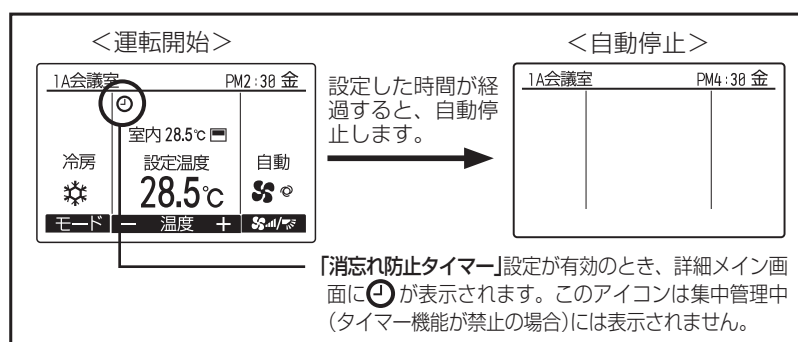 ＜運転開始＞
＜自動停止＞
1A会議室 PM2:30 金
室内 28.5℃
冷房 設定温度 自動
28.5℃
モード － 温度 ＋
設定した時間が経
過すると、自動停
止します。
1A会議室 PM4:30 金
「消忘れ防止タイマー」設定が有効のとき、詳細メイン画
面に が表示されます。このアイコンは集中管理中
（タイマー機能が禁止の場合）には表示されません。